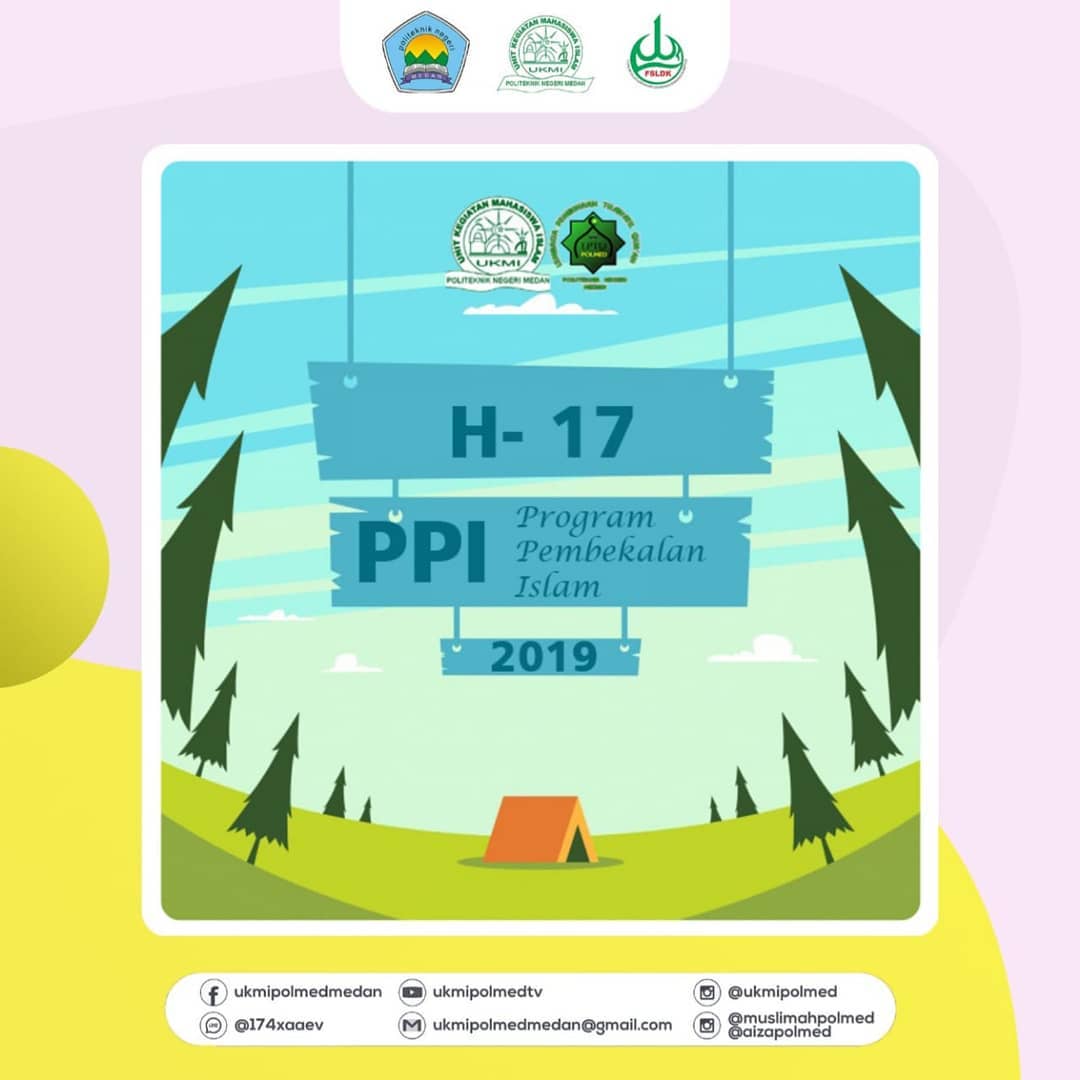 politeknik negeri
MEDAN
UNIT KEGIATAN MAHASISWA ISLAM
UKMI
POLITEKNIK NEGERI MEDAN
FSLDK
UNIT KEGIATAN MAHASISWA ISLAM
UKMI
POLITEKNIK NEGERI MEDAN
POLMED
POLITEKNIK NEGERI
MEDAN
H- 17
PPI
Program
Pembekalan
Islam
2019
ukmipolmedmedan
ukmipolmedtv
@ukmipolmed
@174xaaev
ukmipolmedmedan@gmail.com
@muslimahpolmed
@aizapolmed